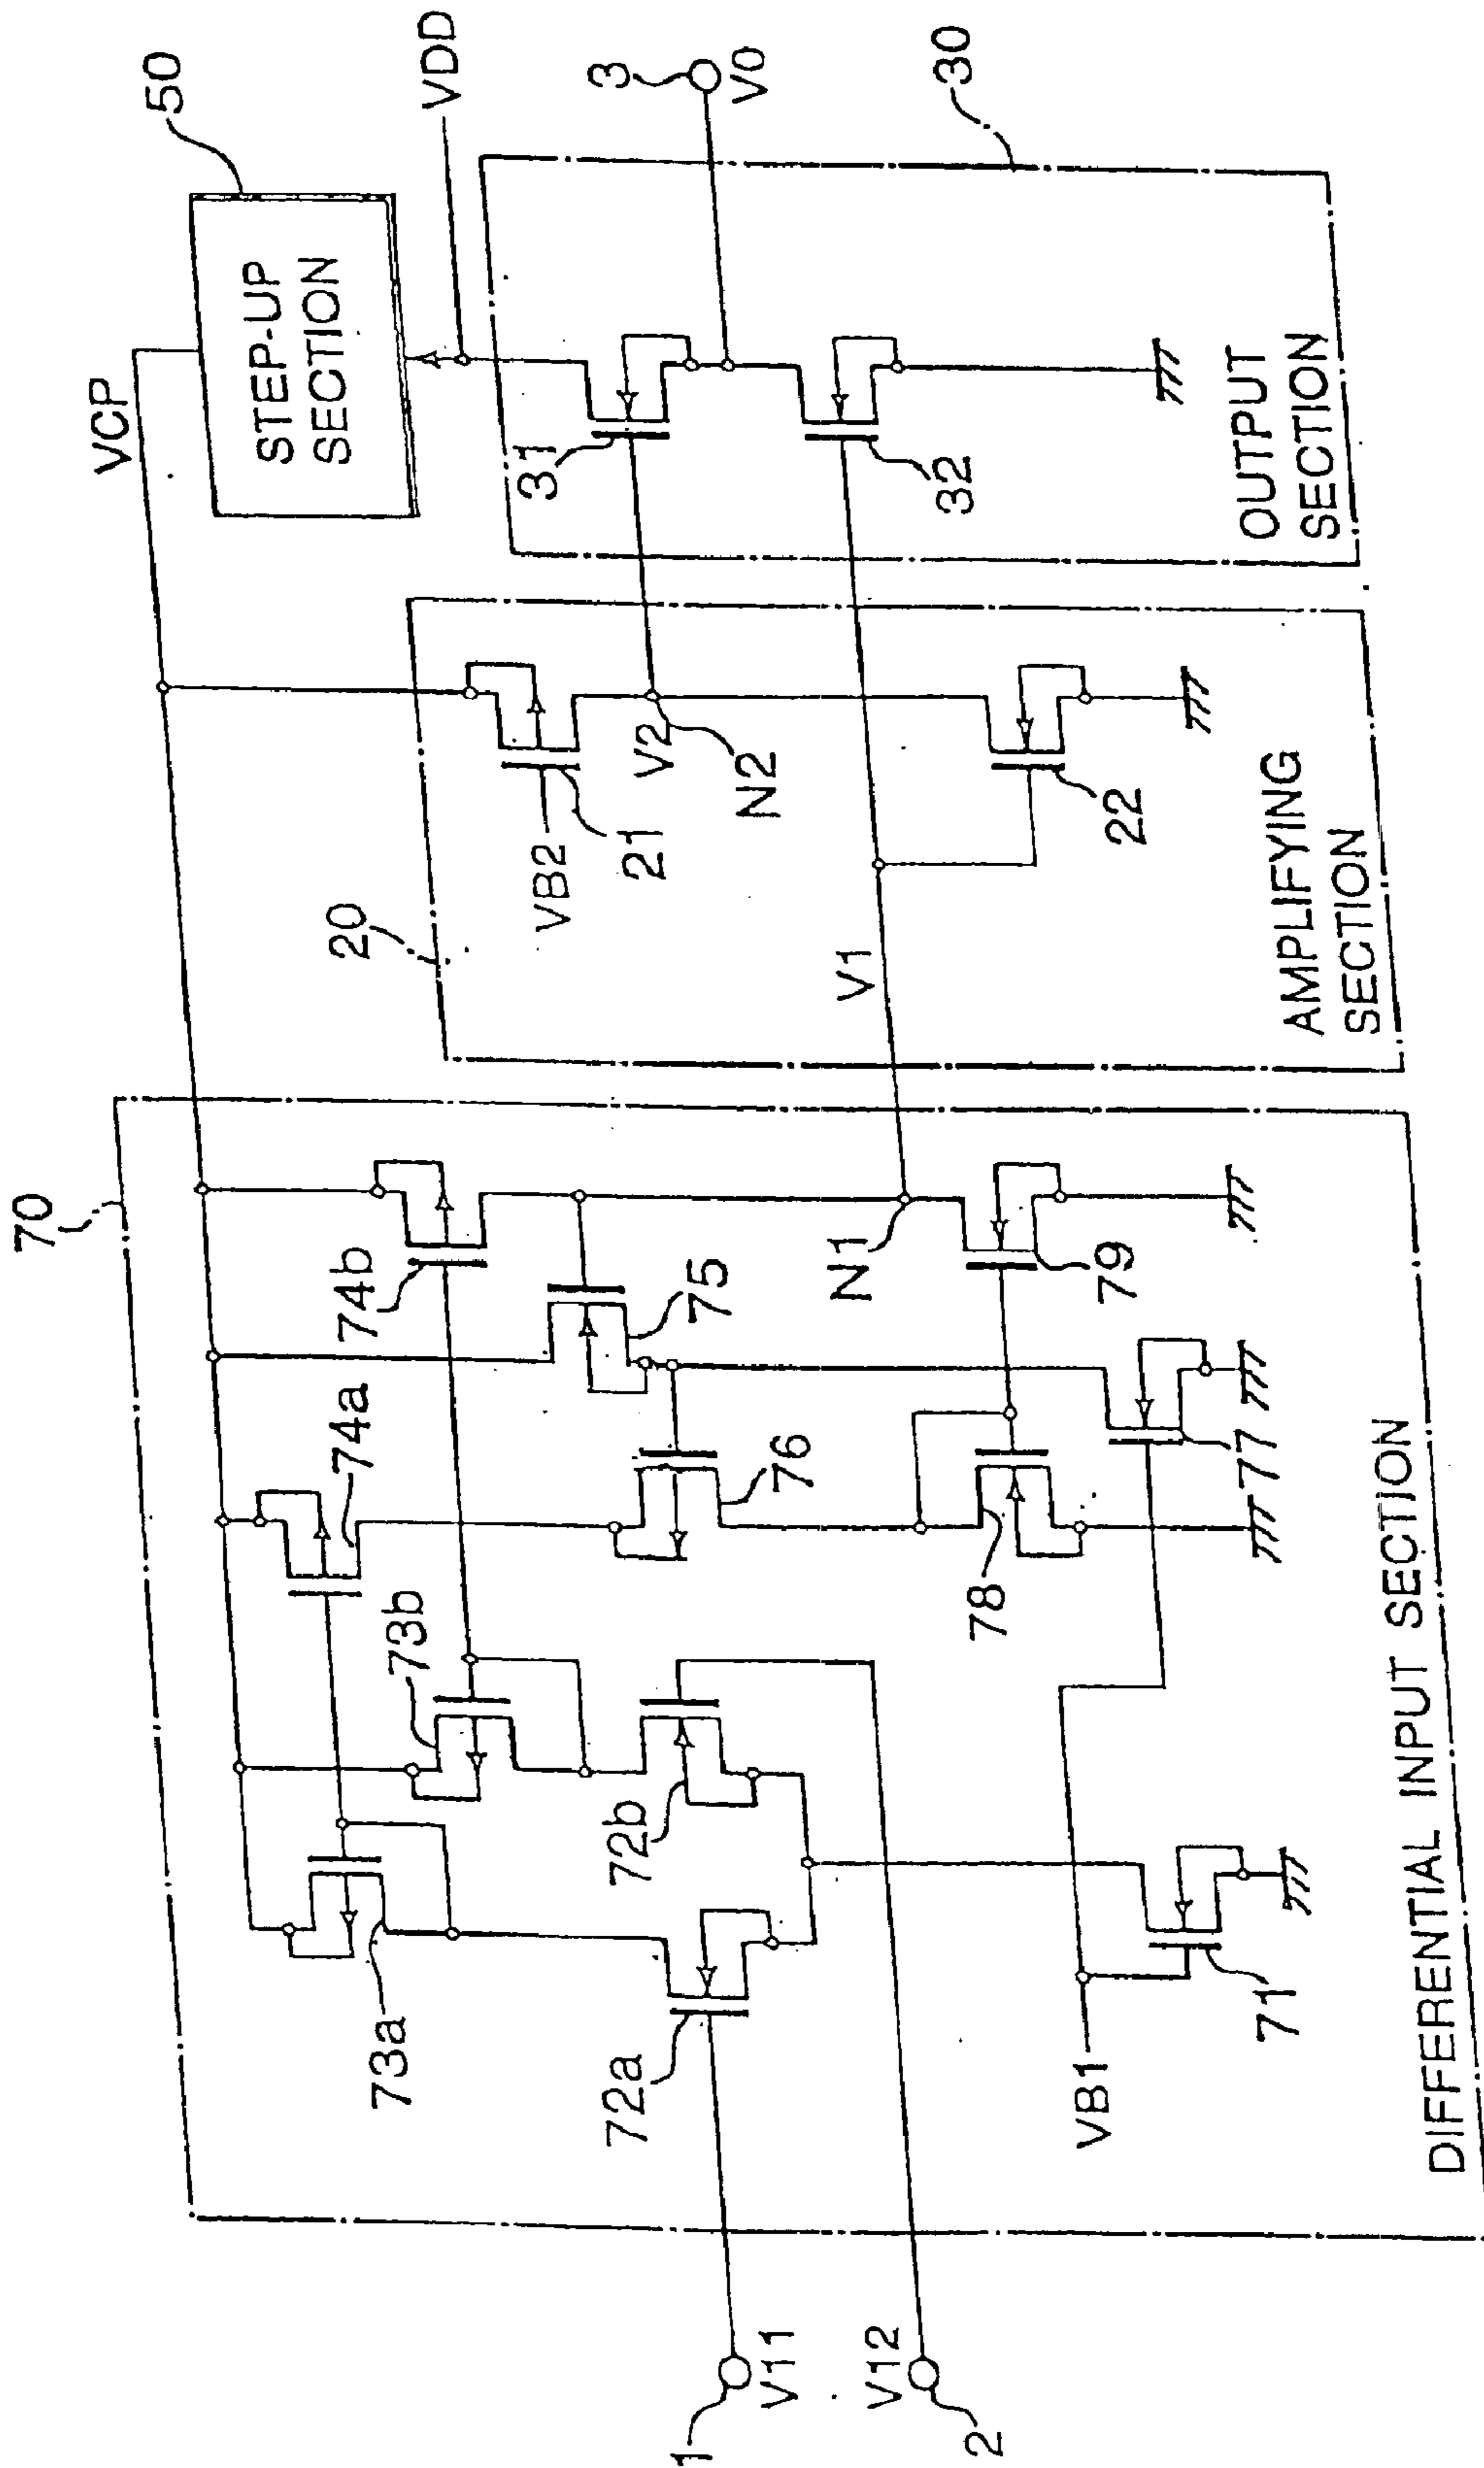 50
VCP
STEP-UP
SECTION
VDD
3
V0
30
31
32
OUTPUT
SECTION
20
VB2
21
V2
N2
V1
22
AMPLIFYING
SECTION
70
74b
74a
75
N1
79
73b
76
78
77
73a
72b
72a
71
VB1
1
V11
V12
2
DIFFERENTIAL INPUT SECTION